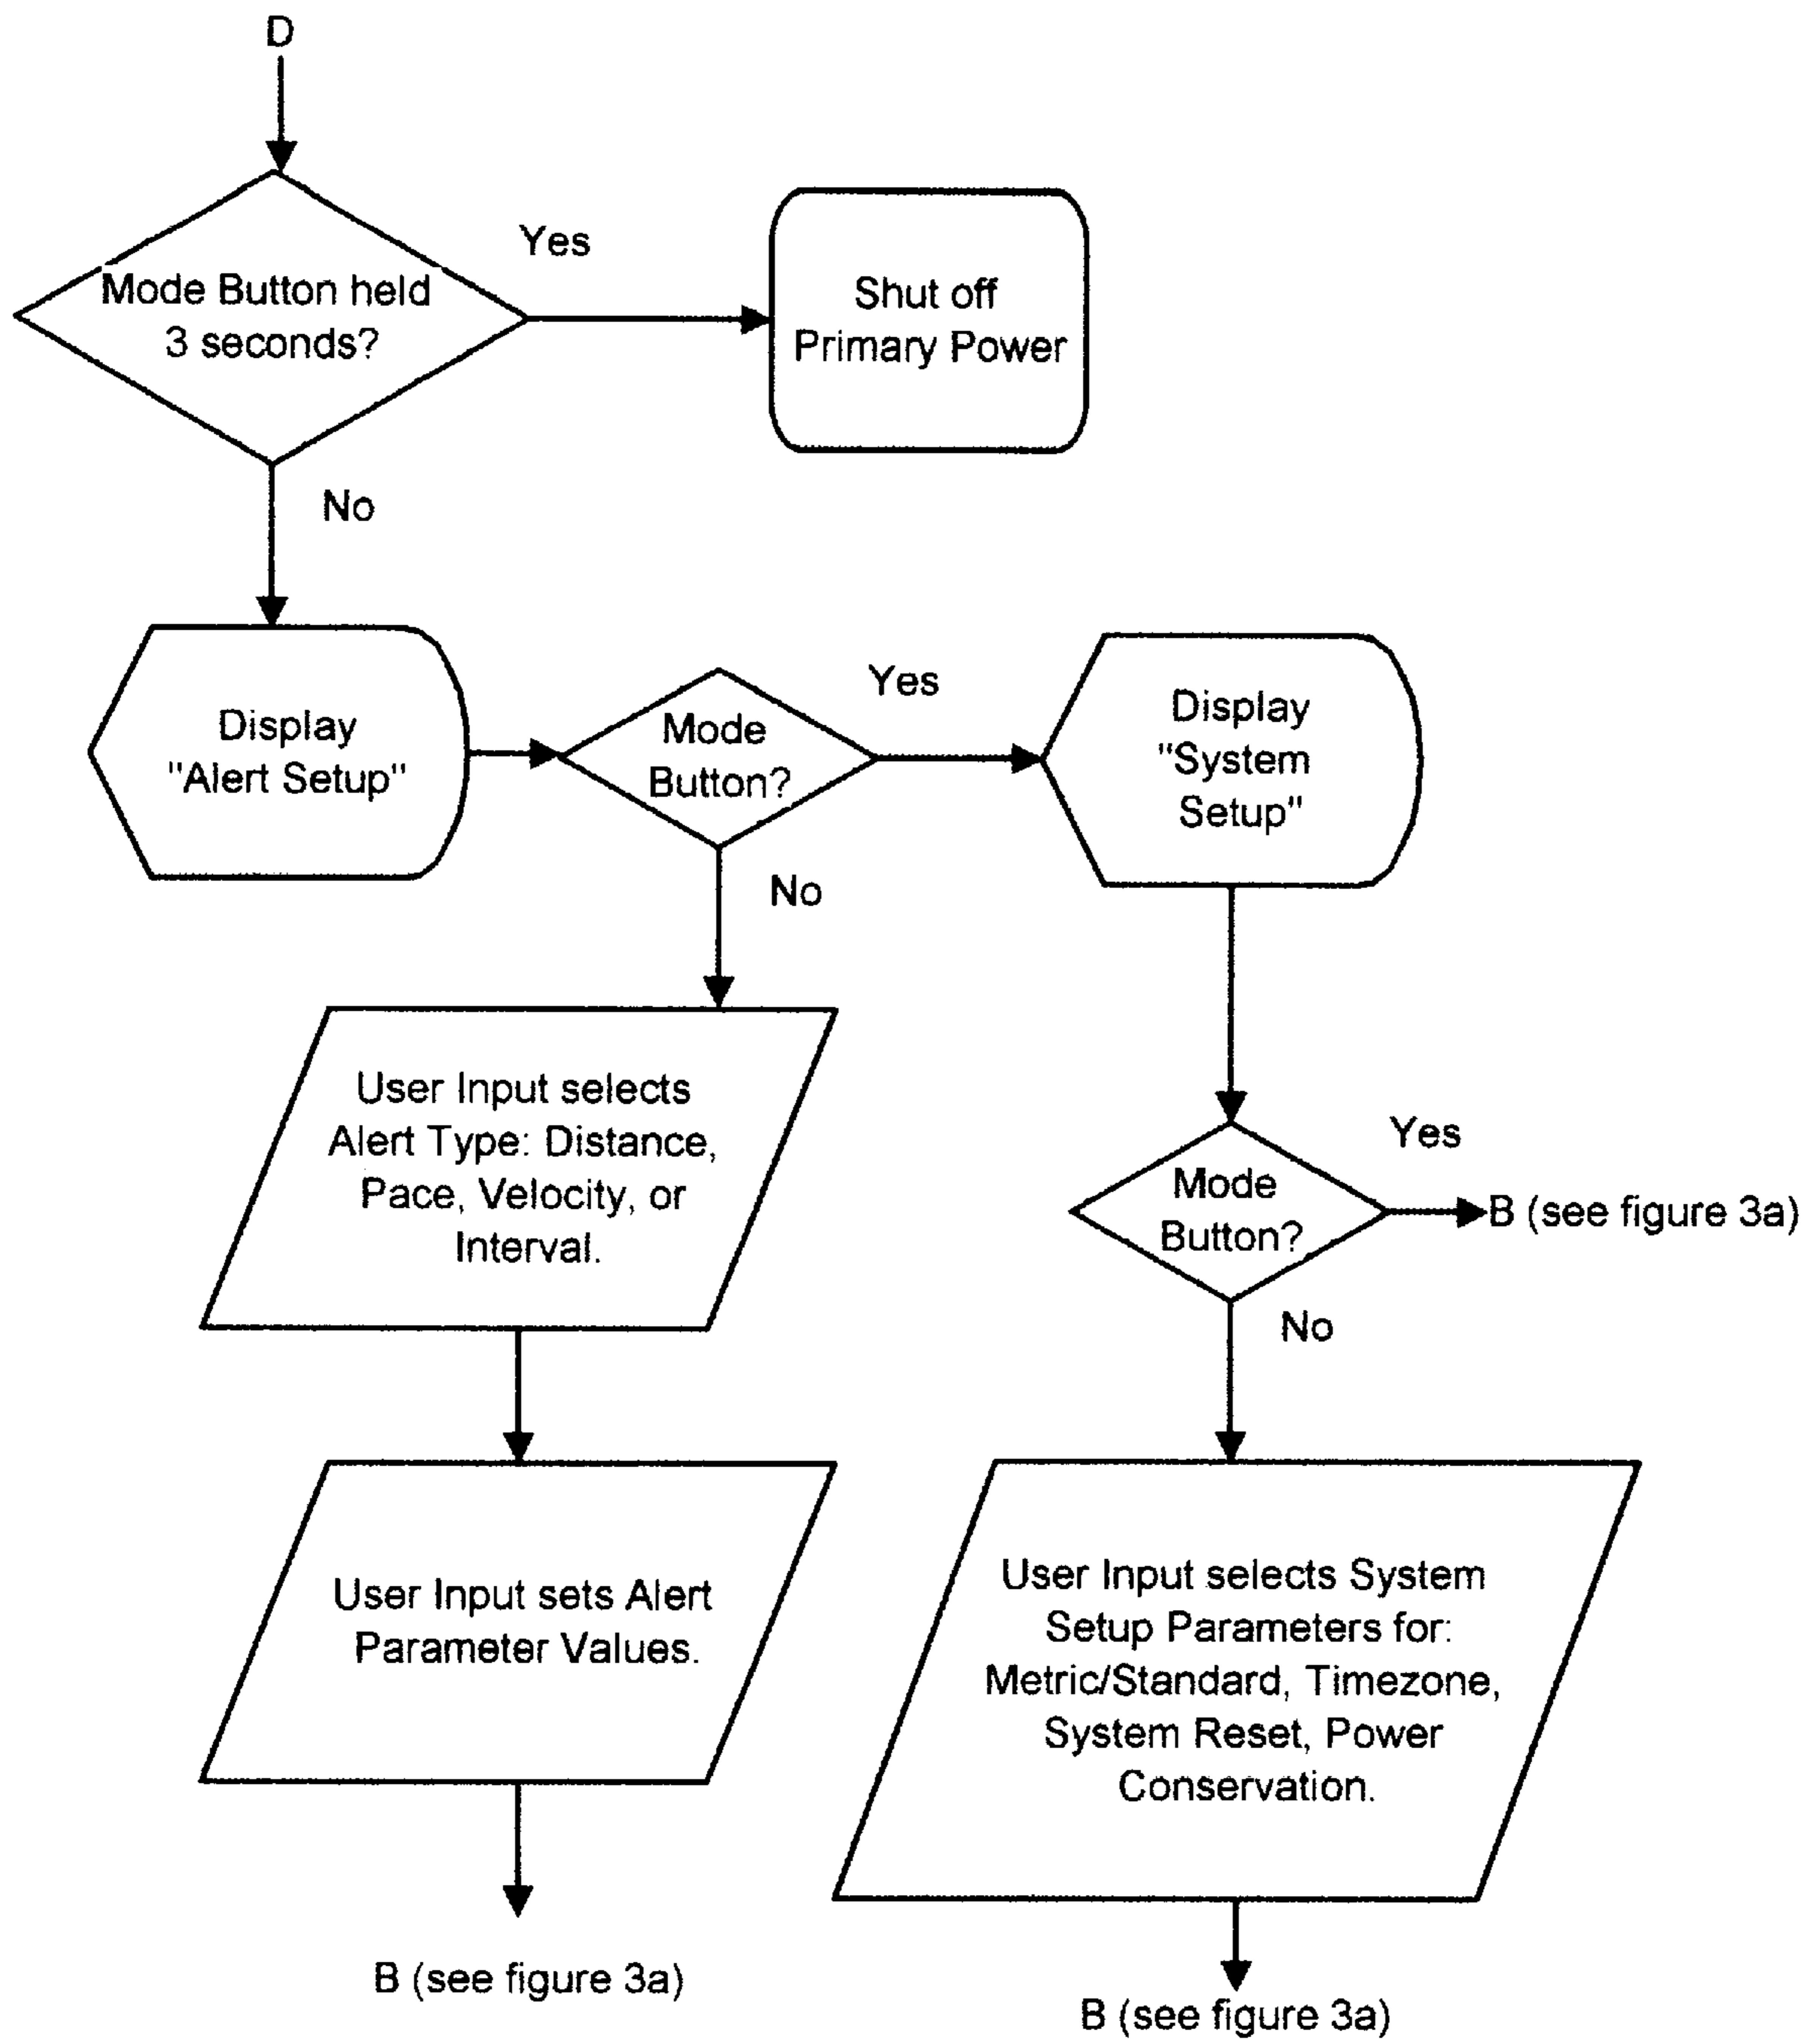 D
Mode Button held
3 seconds?
Yes
Shut off
Primary Power
No
Display
"Alert Setup"
Mode
Button?
Yes
Display
"System
Setup"
No
User Input selects
Alert Type: Distance,
Pace, Velocity, or
Interval.
Mode
Button?
Yes
B (see figure 3a)
No
User Input sets Alert
Parameter Values.
User Input selects System
Setup Parameters for:
Metric/Standard, Timezone,
System Reset, Power
Conservation.
B (see figure 3a)
B (see figure 3a)